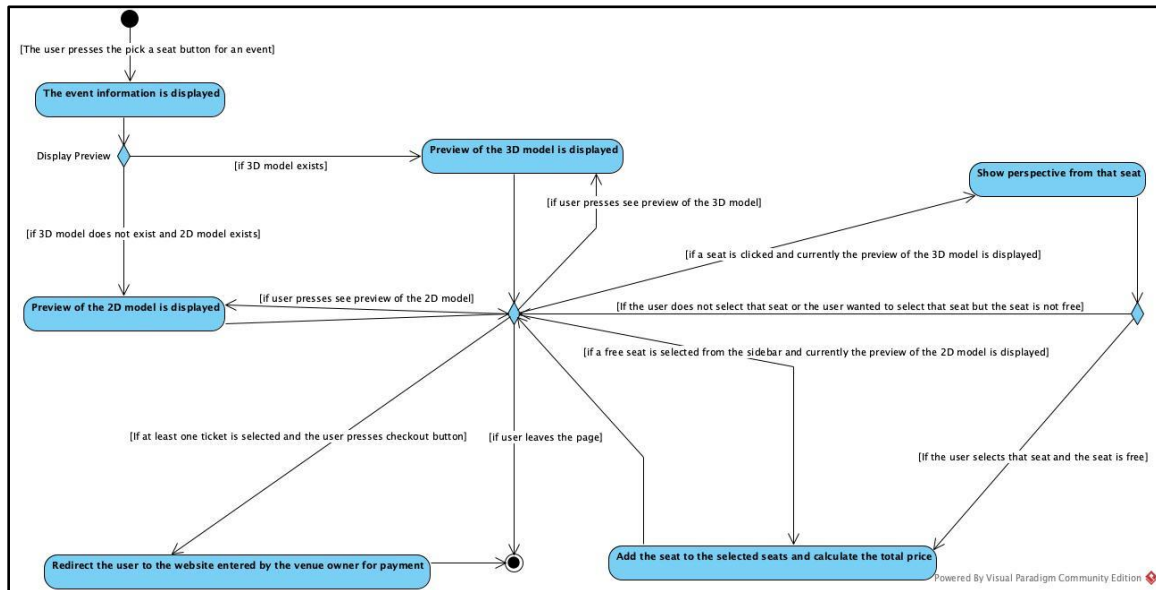 [The user presses the pick a seat button for an event]
The event information is displayed
Display Preview
[if 3D model exists]
Preview of the 3D model is displayed
Show perspective from that seat
[if user presses see preview of the 3D model]
[if 3D model does not exist and 2D model exists]
[if a seat is clicked and currently the preview of the 3D model is displayed]
Preview of the 2D model is displayed
[if user presses see preview of the 2D model]
[If the user does not select that seat or the user wanted to select that seat but the seat is not free]
[if a free seat is selected from the sidebar and currently the preview of the 2D model is displayed]
[If at least one ticket is selected and the user presses checkout button]
[if user leaves the page]
[If the user selects that seat and the seat is free]
Redirect the user to the website entered by the venue owner for payment
Add the seat to the selected seats and calculate the total price
Powered By Visual Paradigm Community Edition